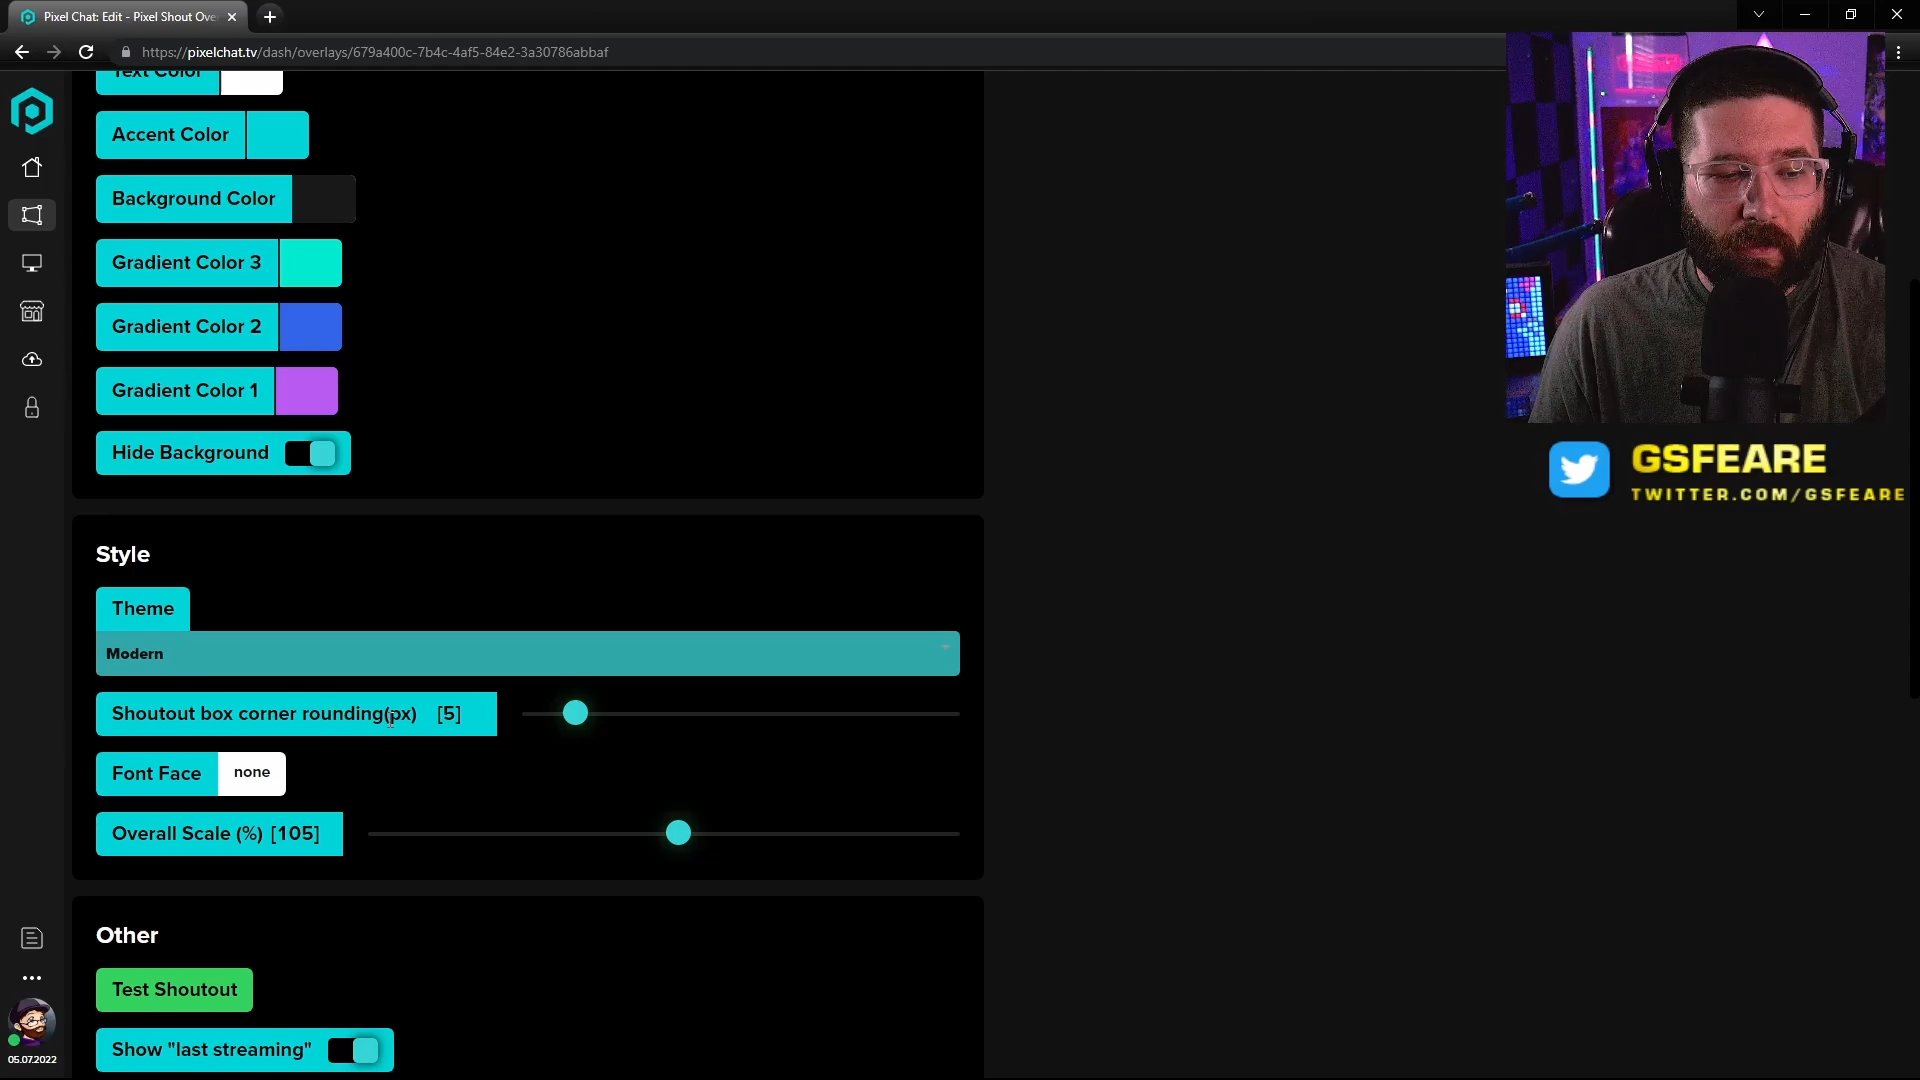 Pixel Chat: Edit - Pixel Shout Over
https://pixelchat.tv/dash/overlays/679a400c-7b4c-4af5-84e2-3a30786abbaf
Text Color
Accent Color
Background Color
Gradient Color 3
Gradient Color 2
Gradient Color 1
Hide Background
GSFEARE
TWITTER.COM/GSFEARE
Style
Theme
Modern
Shoutout box corner rounding(px) [5]
Font Face none
Overall Scale (%) [105]
Other
Test Shoutout
Show "last streaming"
05.07.2022